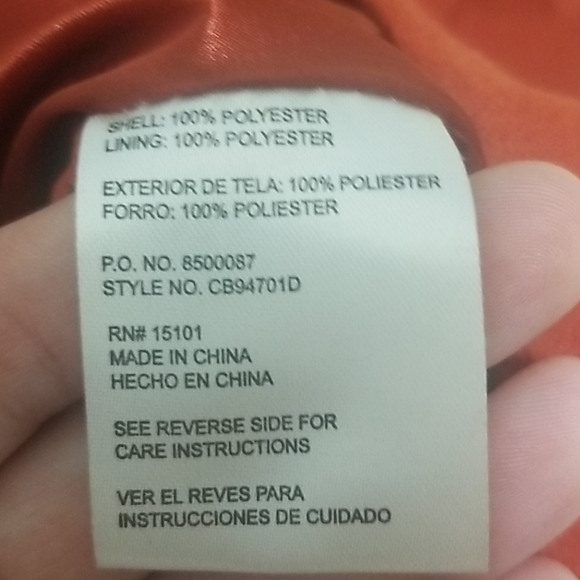 SHELL: 100% POLYESTER
LINING: 100% POLYESTER
EXTERIOR DE TELA: 100% POLIESTER
FORRO: 100% POLIESTER
P.O. NO. 8500087
STYLE NO. CB94701D
RN# 15101
MADE IN CHINA
HECHO EN CHINA
SEE REVERSE SIDE FOR
CARE INSTRUCTIONS
VER EL REVES PARA
INSTRUCCIONES DE CUIDADO